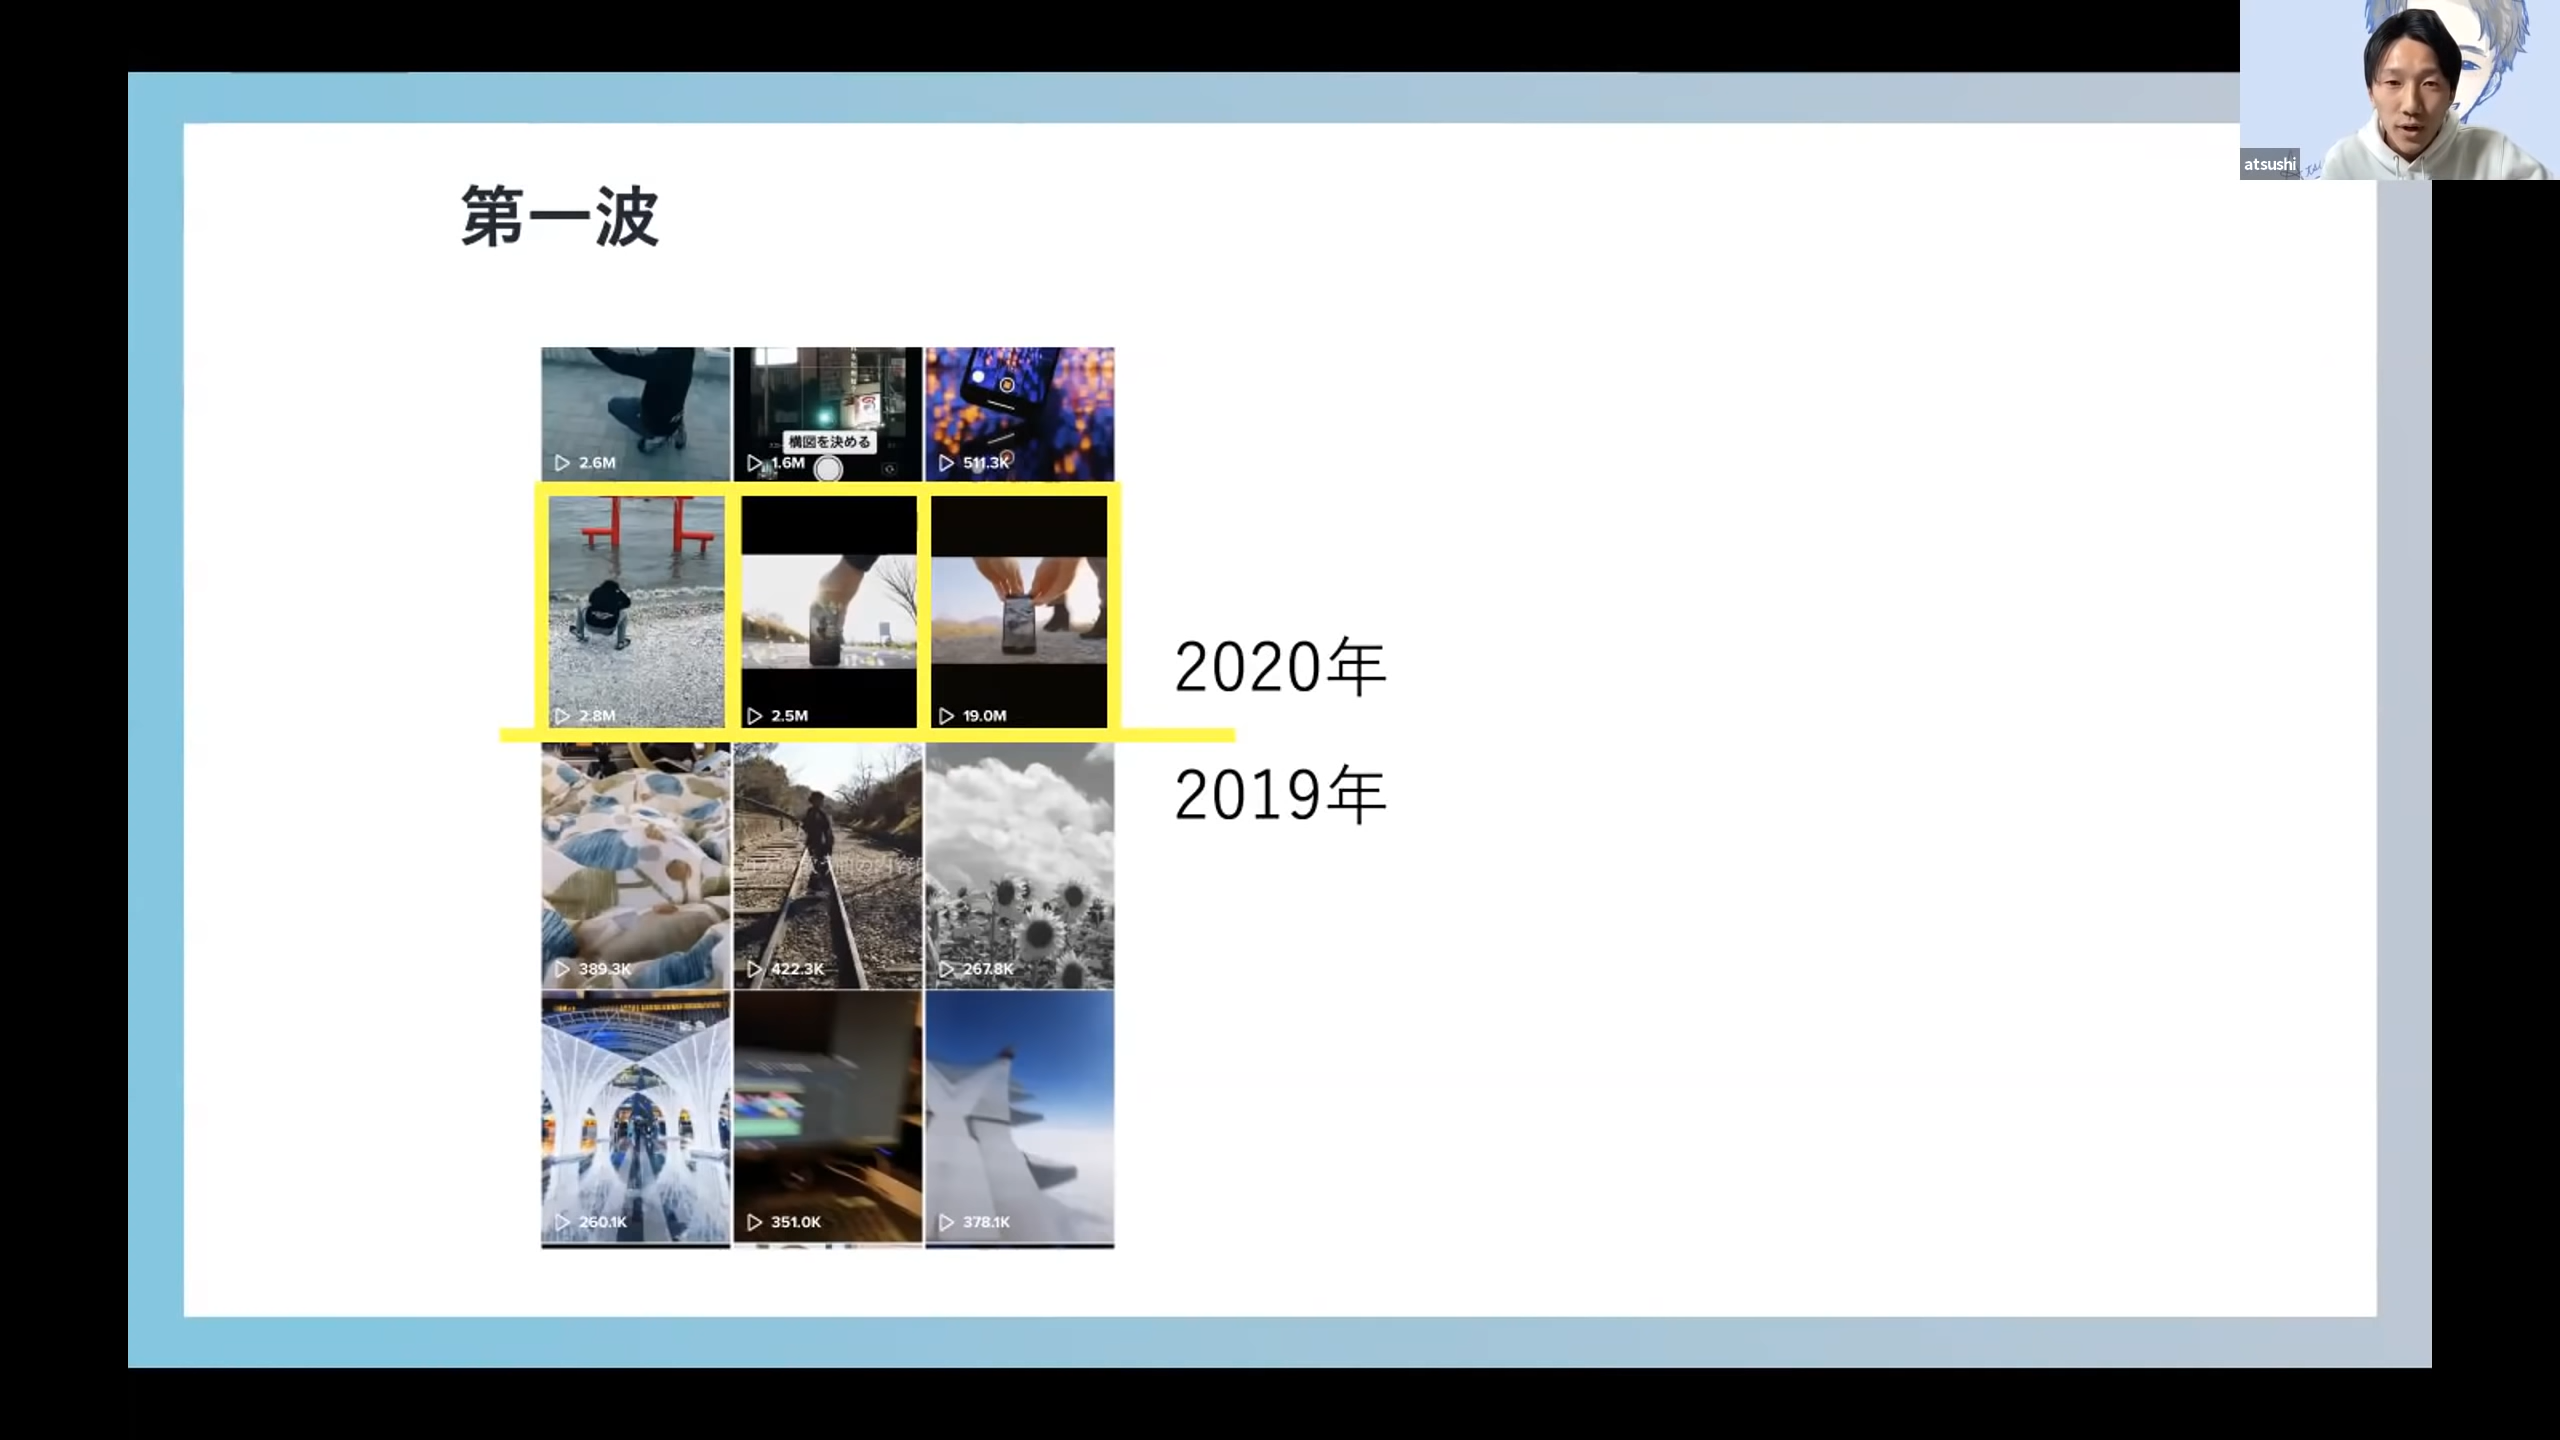 atsushi
第一波
構図を決める
2.6M
1.6M
511.3K
2.8M
2.5M
19.0M
2020年
2019年
389.3K
422.3K
267.8K
260.1K
351.0K
378.1K